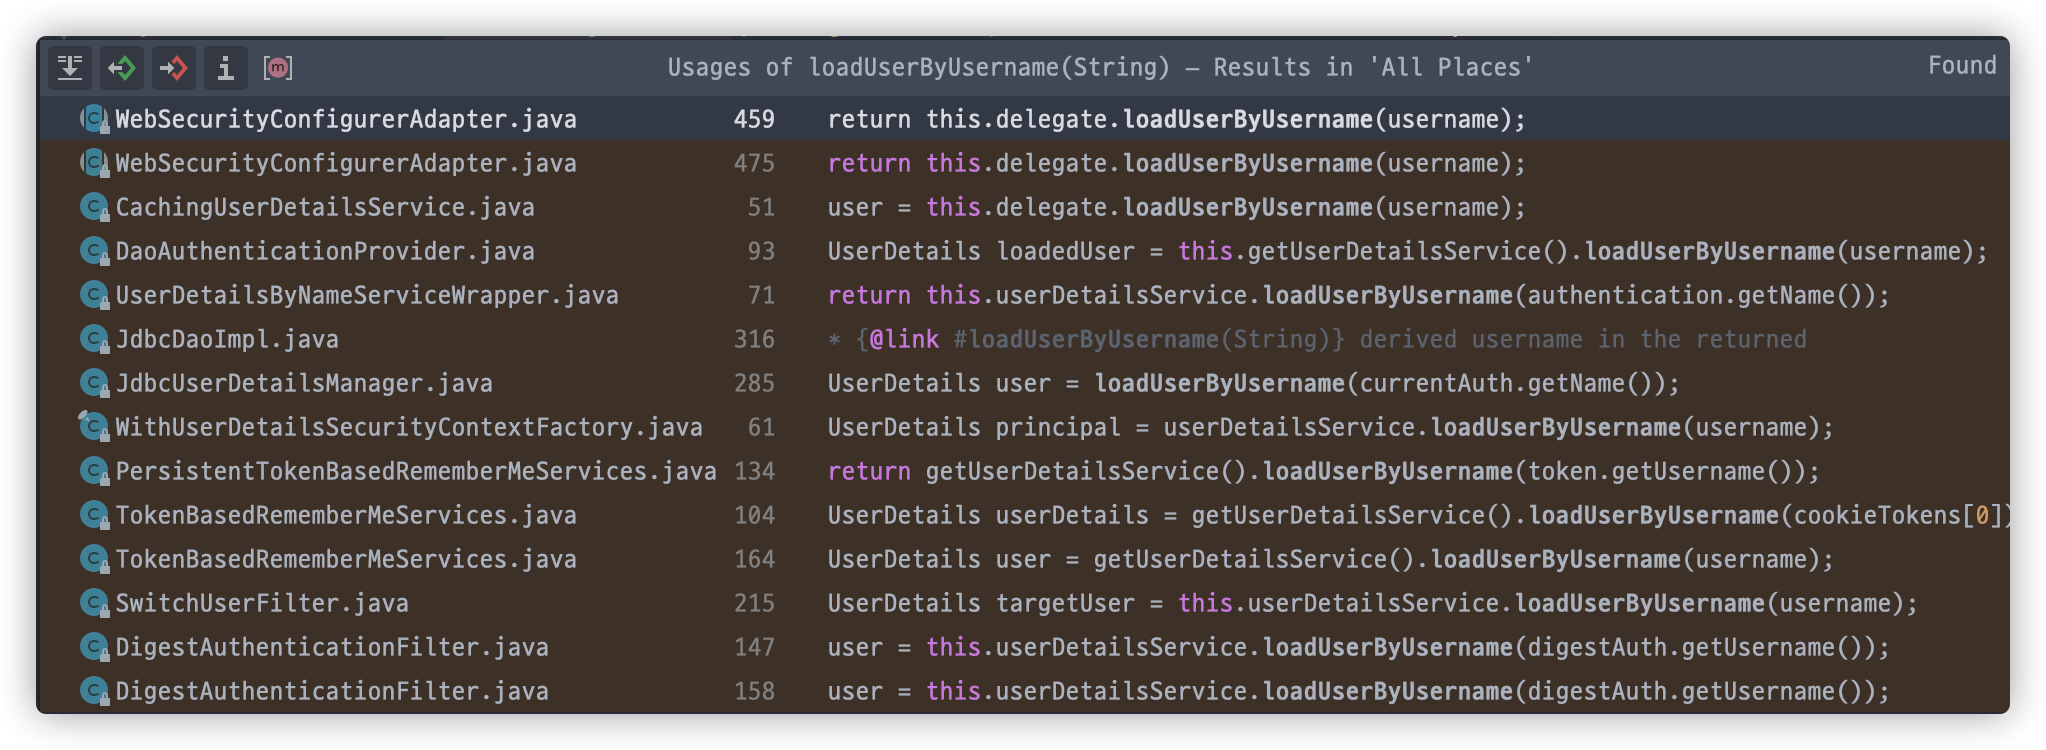 Usages of loadUserByUsername(String) — Results in 'All Places' Found
WebSecurityConfigurerAdapter.java 459 return this.delegate.loadUserByUsername(username);
WebSecurityConfigurerAdapter.java 475 return this.delegate.loadUserByUsername(username);
CachingUserDetailsService.java 51 user = this.delegate.loadUserByUsername(username);
DaoAuthenticationProvider.java 93 UserDetails loadedUser = this.getUserDetailsService().loadUserByUsername(username);
UserDetailsByNameServiceWrapper.java 71 return this.userDetailsService.loadUserByUsername(authentication.getName());
JdbcDaoImpl.java 316 * {@link #loadUserByUsername(String)} derived username in the returned
JdbcUserDetailsManager.java 285 UserDetails user = loadUserByUsername(currentAuth.getName());
WithUserDetailsSecurityContextFactory.java 61 UserDetails principal = userDetailsService.loadUserByUsername(username);
PersistentTokenBasedRememberMeServices.java 134 return getUserDetailsService().loadUserByUsername(token.getUsername());
TokenBasedRememberMeServices.java 104 UserDetails userDetails = getUserDetailsService().loadUserByUsername(cookieTokens[0])
TokenBasedRememberMeServices.java 164 UserDetails user = getUserDetailsService().loadUserByUsername(username);
SwitchUserFilter.java 215 UserDetails targetUser = this.userDetailsService.loadUserByUsername(username);
DigestAuthenticationFilter.java 147 user = this.userDetailsService.loadUserByUsername(digestAuth.getUsername());
DigestAuthenticationFilter.java 158 user = this.userDetailsService.loadUserByUsername(digestAuth.getUsername());